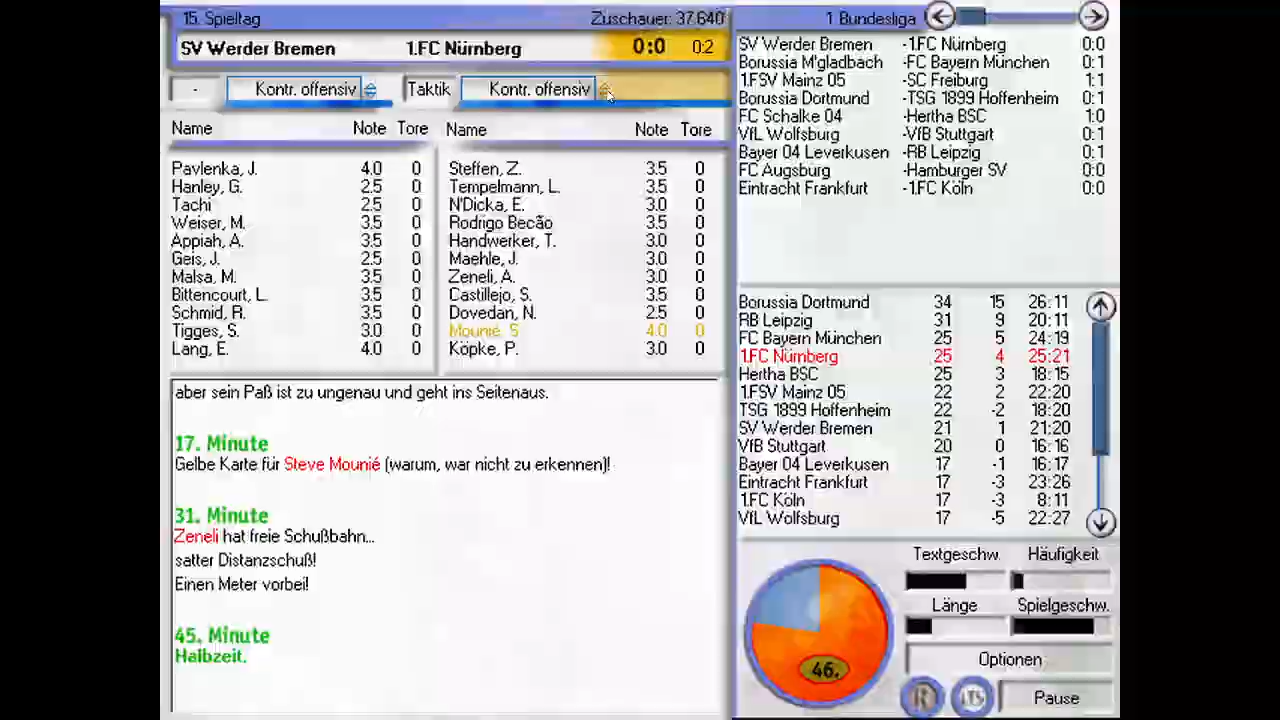 15. Spieltag Zuschauer: 37.640
SV Werder Bremen 1.FC Nürnberg 0:0 0:2
- Kontr. offensiv Taktik Kontr. offensiv
Name Note Tore Name Note Tore
Pavlenka, J. 4.0 0 Steffen, Z. 3.5 0
Hanley, G. 2.5 0 Tempelmann, L. 3.5 0
Tachi 2.5 0 N'Dicka, E. 3.0 0
Weiser, M. 3.5 0 Rodrigo Becão 3.5 0
Appiah, A. 3.5 0 Handwerker, T. 3.0 0
Geis, J. 2.5 0 Maehle, J. 3.0 0
Malsa, M. 3.5 0 Zeneli, A. 3.0 0
Bittencourt, L. 3.5 0 Castillejo, S. 3.5 0
Schmid, R. 3.5 0 Dovedan, N. 2.5 0
Tigges, S. 3.0 0 Mounié, S 4.0 0
Lang, E. 4.0 0 Köpke, P. 3.0 0
aber sein Paß ist zu ungenau und geht ins Seitenaus.
17. Minute
Gelbe Karte für Steve Mounié (warum, war nicht zu erkennen)!
31. Minute
Zeneli hat freie Schußbahn...
satter Distanzschuß!
Einen Meter vorbei!
45. Minute
Halbzeit.
1. Bundesliga
SV Werder Bremen -1.FC Nürnberg 0:0
Borussia M'gladbach -FC Bayern München 0:1
1.FSV Mainz 05 -SC Freiburg 1:1
Borussia Dortmund -TSG 1899 Hoffenheim 0:1
FC Schalke 04 -Hertha BSC 1:0
VfL Wolfsburg -VfB Stuttgart 0:1
Bayer 04 Leverkusen -RB Leipzig 0:1
FC Augsburg -Hamburger SV 0:0
Eintracht Frankfurt -1.FC Köln 0:0
Borussia Dortmund 34 15 26:11
RB Leipzig 31 9 20:11
FC Bayern München 25 5 24:19
1.FC Nürnberg 25 4 25:21
Hertha BSC 25 3 18:15
1.FSV Mainz 05 22 2 22:20
TSG 1899 Hoffenheim 22 -2 18:20
SV Werder Bremen 21 1 21:20
VfB Stuttgart 20 0 16:16
Bayer 04 Leverkusen 17 -1 16:17
Eintracht Frankfurt 17 -3 23:26
1.FC Köln 17 -3 8:11
VfL Wolfsburg 17 -5 22:27
Textgeschw. Häufigkeit
Länge Spielgeschw.
Optionen
46.
R LTS Pause